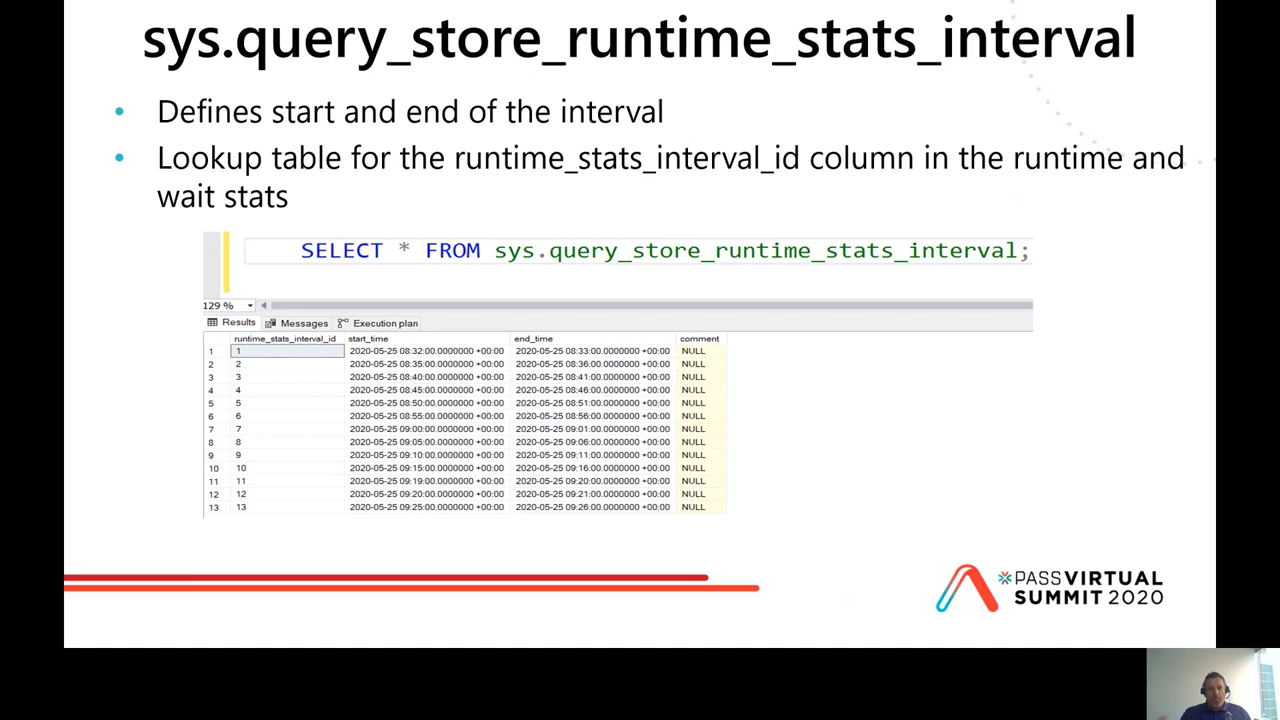 sys.query_store_runtime_stats_interval
• Defines start and end of the interval
• Lookup table for the runtime_stats_interval_id column in the runtime and
wait stats
SELECT * FROM sys.query_store_runtime_stats_interval;
129 %
Results Messages Execution plan
runtime_stats_interval_id start_time end_time comment
1 1 2020-05-25 08:32:00.0000000 +00:00 2020-05-25 08:33:00.0000000 +00:00 NULL
2 2 2020-05-25 08:35:00.0000000 +00:00 2020-05-25 08:36:00.0000000 +00:00 NULL
3 3 2020-05-25 08:40:00.0000000 +00:00 2020-05-25 08:41:00.0000000 +00:00 NULL
4 4 2020-05-25 08:45:00.0000000 +00:00 2020-05-25 08:46:00.0000000 +00:00 NULL
5 5 2020-05-25 08:50:00.0000000 +00:00 2020-05-25 08:51:00.0000000 +00:00 NULL
6 6 2020-05-25 08:55:00.0000000 +00:00 2020-05-25 08:56:00.0000000 +00:00 NULL
7 7 2020-05-25 09:00:00.0000000 +00:00 2020-05-25 09:01:00.0000000 +00:00 NULL
8 8 2020-05-25 09:05:00.0000000 +00:00 2020-05-25 09:06:00.0000000 +00:00 NULL
9 9 2020-05-25 09:10:00.0000000 +00:00 2020-05-25 09:11:00.0000000 +00:00 NULL
10 10 2020-05-25 09:15:00.0000000 +00:00 2020-05-25 09:16:00.0000000 +00:00 NULL
11 11 2020-05-25 09:19:00.0000000 +00:00 2020-05-25 09:20:00.0000000 +00:00 NULL
12 12 2020-05-25 09:20:00.0000000 +00:00 2020-05-25 09:21:00.0000000 +00:00 NULL
13 13 2020-05-25 09:25:00.0000000 +00:00 2020-05-25 09:26:00.0000000 +00:00 NULL
PASS VIRTUAL
SUMMIT 2020